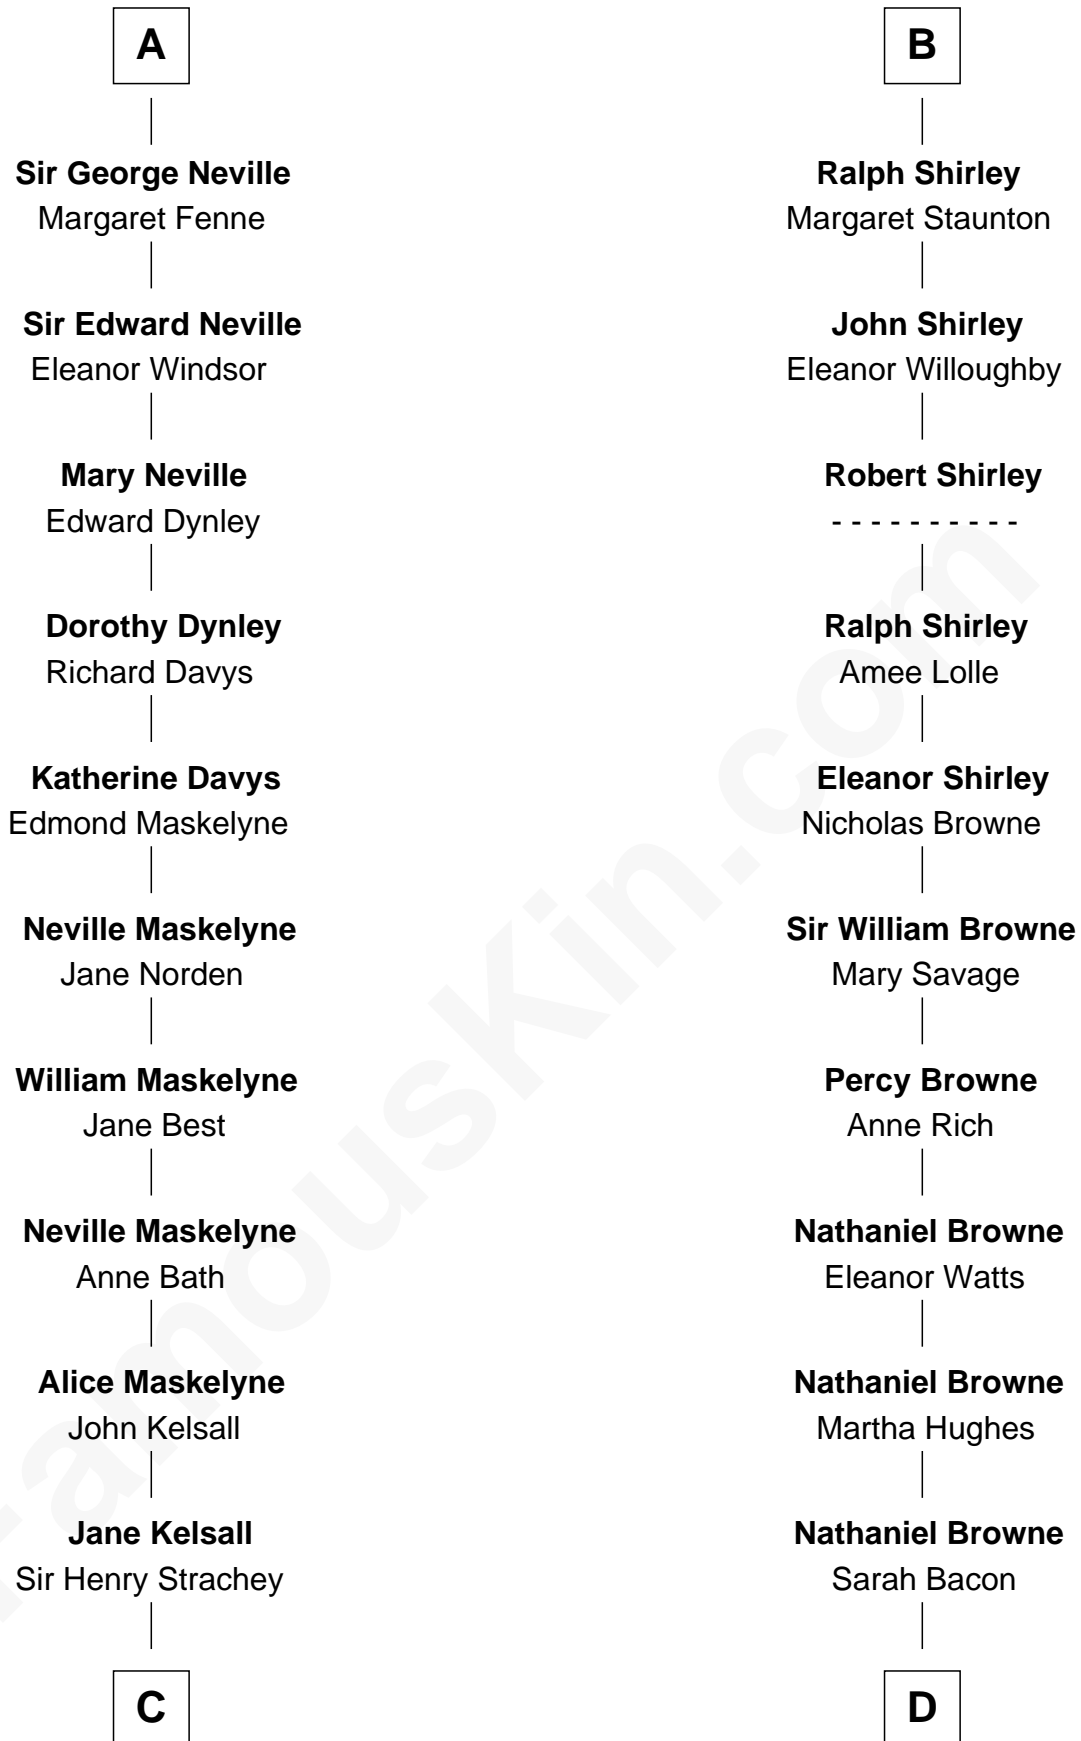 A
Sir George Neville
Margaret Fenne
Sir Edward Neville
Eleanor Windsor
Mary Neville
Edward Dynley
Dorothy Dynley
Richard Davys
Katherine Davys
Edmond Maskelyne
Neville Maskelyne
Jane Norden
William Maskelyne
Jane Best
Neville Maskelyne
Anne Bath
Alice Maskelyne
John Kelsall
Jane Kelsall
Sir Henry Strachey
C
B
Ralph Shirley
Margaret Staunton
John Shirley
Eleanor Willoughby
Robert Shirley
- - - - - - - - - -
Ralph Shirley
Amee Lolle
Eleanor Shirley
Nicholas Browne
Sir William Browne
Mary Savage
Percy Browne
Anne Rich
Nathaniel Browne
Eleanor Watts
Nathaniel Browne
Martha Hughes
Nathaniel Browne
Sarah Bacon
D
FamousKin.com